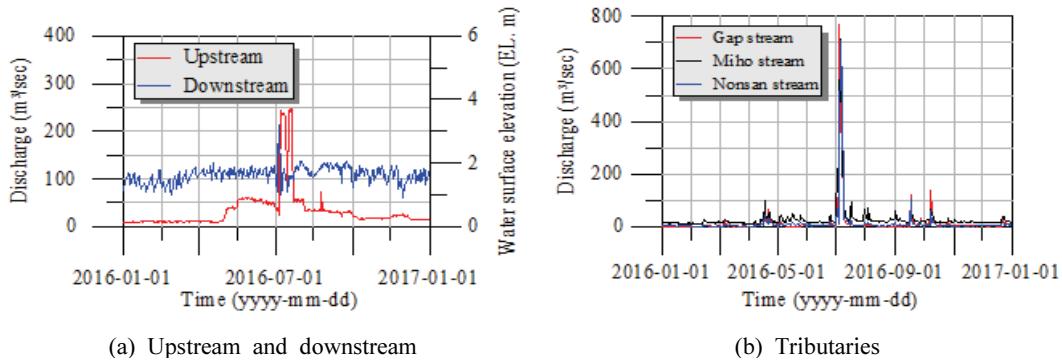 400
300
250
200
100
0
Discharge (m³/sec)
Upstream
Downstream
6
4
2
0
Water surface elevation (EL. m)
2016-01-01
2016-07-01
2017-01-01
Time (yyyy-mm-dd)
(a) Upstream and downstream
800
600
400
200
0
Discharge (m³/sec)
Gap stream
Miho stream
Nonsan stream
2016-01-01
2016-05-01
2016-09-01
2017-01-01
Time (yyyy-mm-dd)
(b) Tributaries